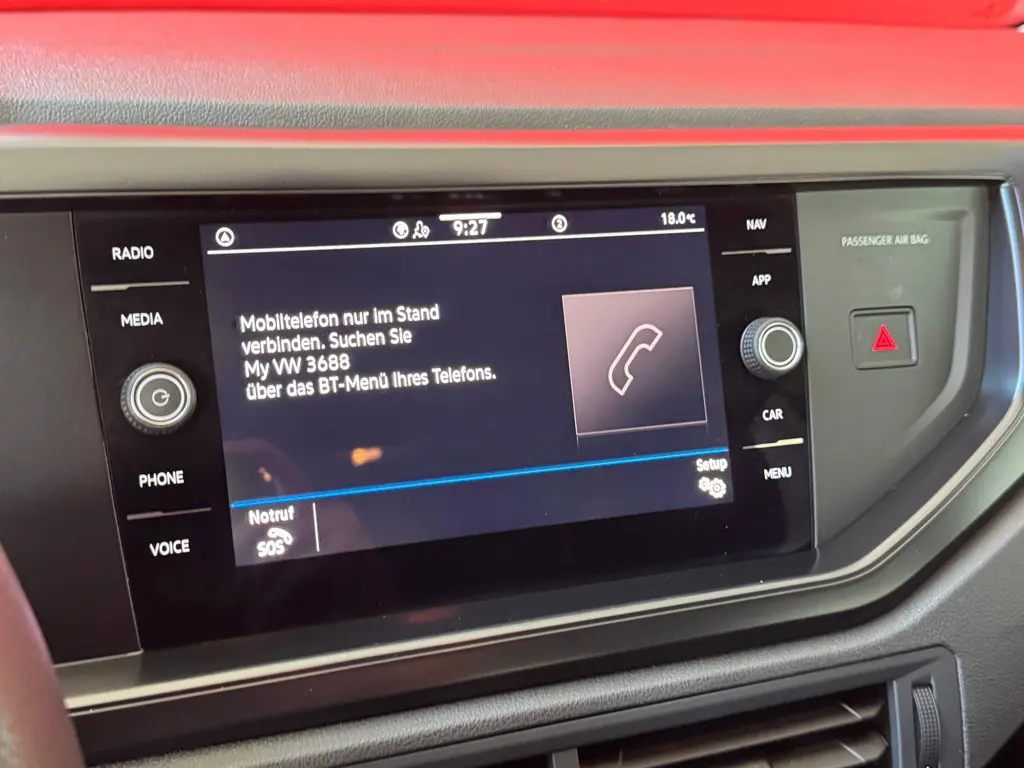 RADIO
MEDIA
PHONE
VOICE
9:27
2
18.0°C
Mobiltelefon nur im Stand
verbinden. Suchen Sie
My VW 3688
über das BT-Menü Ihres Telefons.
Setup
Notruf
SOS
NAV
APP
CAR
MENU
PASSENGER AIR BAG